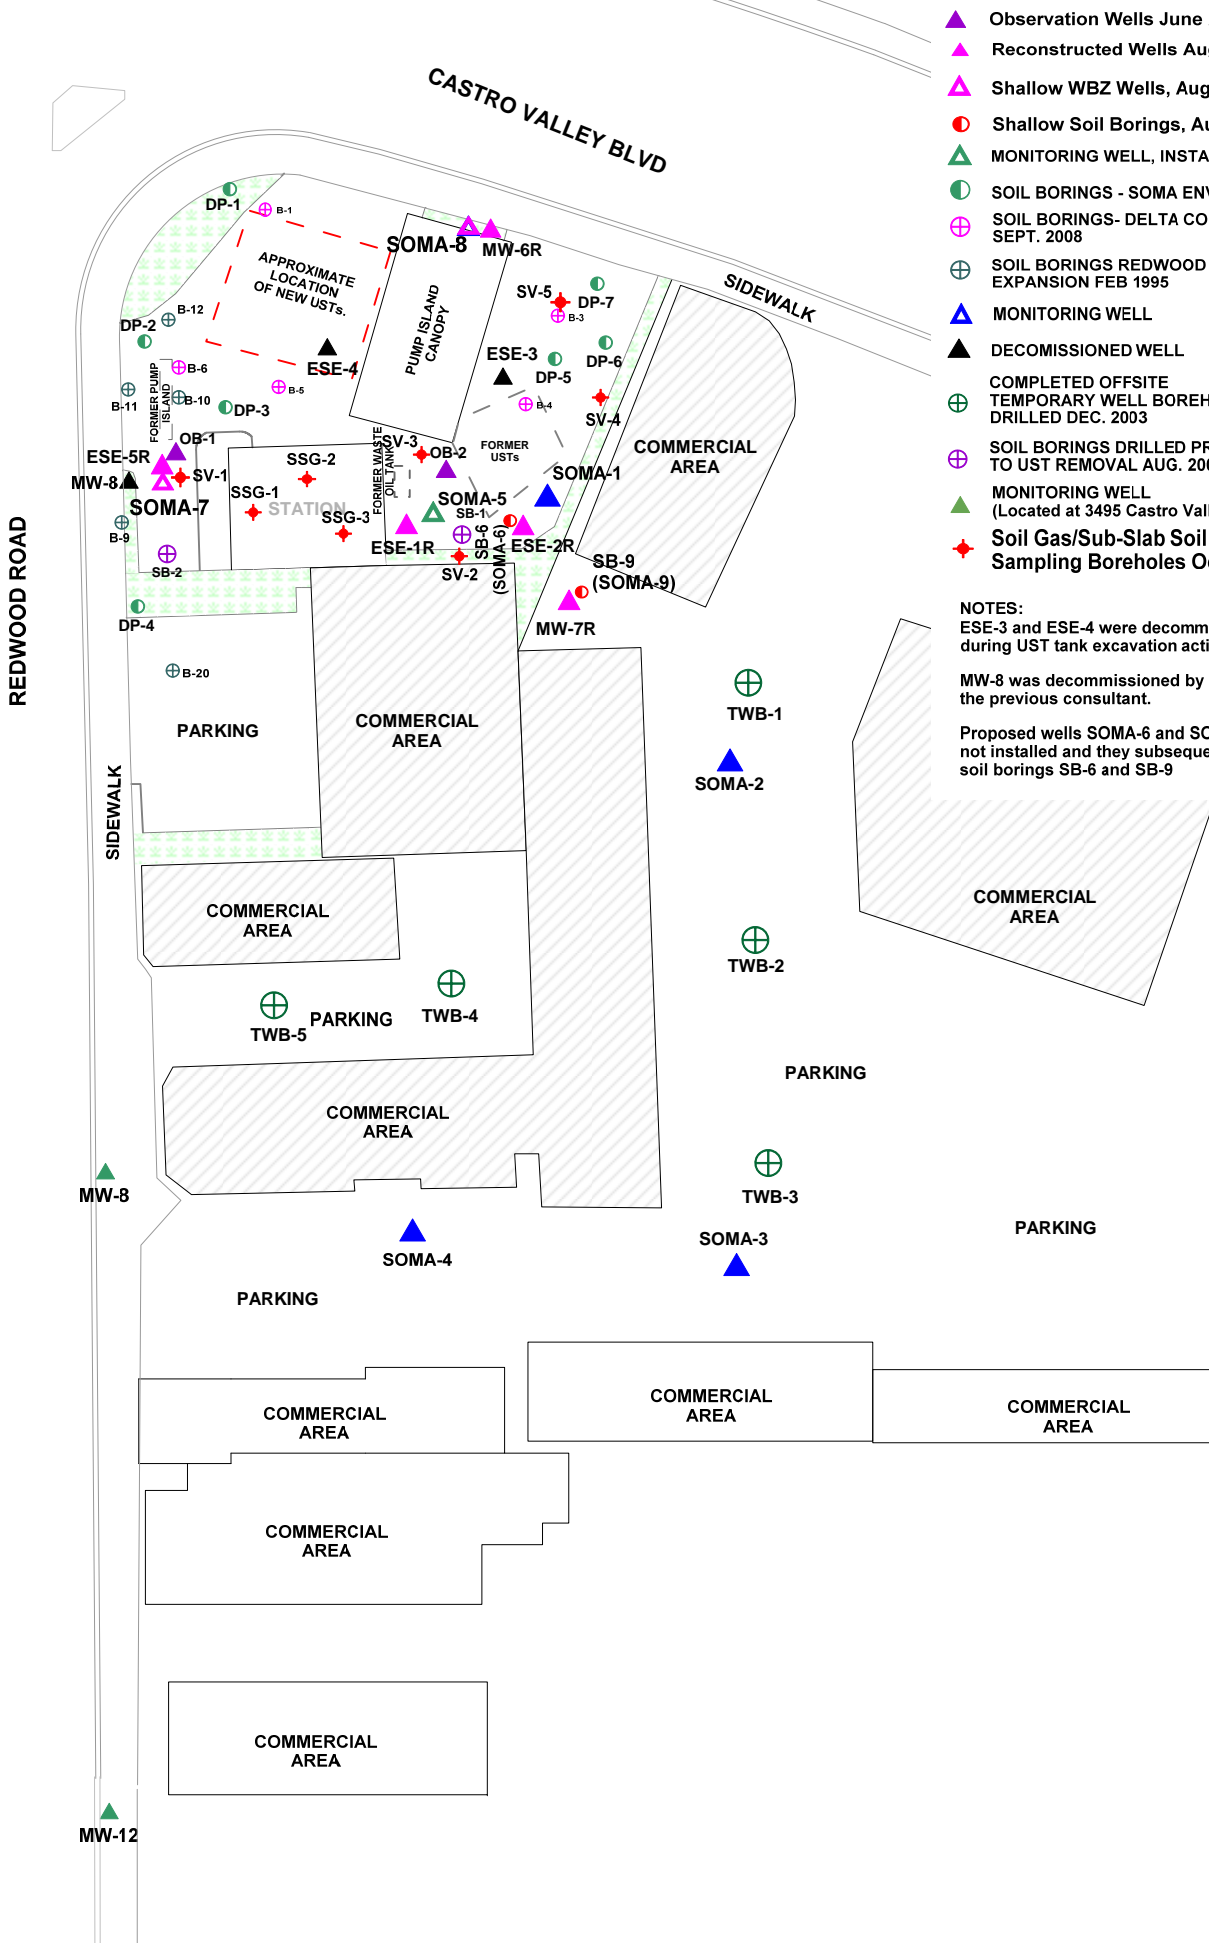 Observation Wells June
Reconstructed Wells Aug
Shallow WBZ Wells, Aug
Shallow Soil Borings, Au
MONITORING WELL, INSTA
SOIL BORINGS - SOMA ENV
SOIL BORINGS- DELTA CO
SEPT. 2008
SOIL BORINGS REDWOOD
EXPANSION FEB 1995
MONITORING WELL
DECOMISSIONED WELL
COMPLETED OFFSITE
TEMPORARY WELL BOREH
DRILLED DEC. 2003
SOIL BORINGS DRILLED PR
TO UST REMOVAL AUG. 200
MONITORING WELL
(Located at 3495 Castro Vall
Soil Gas/Sub-Slab Soil
Sampling Boreholes Oc
NOTES:
ESE-3 and ESE-4 were decomm
during UST tank excavation acti
MW-8 was decommissioned by
the previous consultant.
Proposed wells SOMA-6 and SO
not installed and they subseque
soil borings SB-6 and SB-9
CASTRO VALLEY BLVD
SIDEWALK
DP-1
B-1
SOMA-8
MW-6R
APPROXIMATE
LOCATION
OF NEW USTs.
PUMP ISLAND
CANOPY
SV-5
DP-7
B-3
B-12
DP-2
ESE-4
ESE-3
DP-5
DP-6
B-6
B-5
B-11
B-10
DP-3
FORMER PUMP
ISLAND
B-4
SV-4
OB-1
ESE-5R
MW-8
SV-1
SOMA-7
SSG-2
SSG-1
STATION
SSG-3
FORMER WASTE
OIL TANK
SV-3
OB-2
FORMER
USTs
SOMA-1
COMMERCIAL
AREA
SOMA-5
SB-1
SB-6
(SOMA-6)
ESE-1R
ESE-2R
B-9
SB-2
SV-2
SB-9
(SOMA-9)
MW-7R
DP-4
B-20
REDWOOD ROAD
SIDEWALK
PARKING
COMMERCIAL
AREA
TWB-1
SOMA-2
COMMERCIAL
AREA
COMMERCIAL
AREA
TWB-2
TWB-5
PARKING
TWB-4
PARKING
COMMERCIAL
AREA
MW-8
TWB-3
SOMA-4
SOMA-3
PARKING
PARKING
COMMERCIAL
AREA
COMMERCIAL
AREA
COMMERCIAL
AREA
COMMERCIAL
AREA
COMMERCIAL
AREA
MW-12